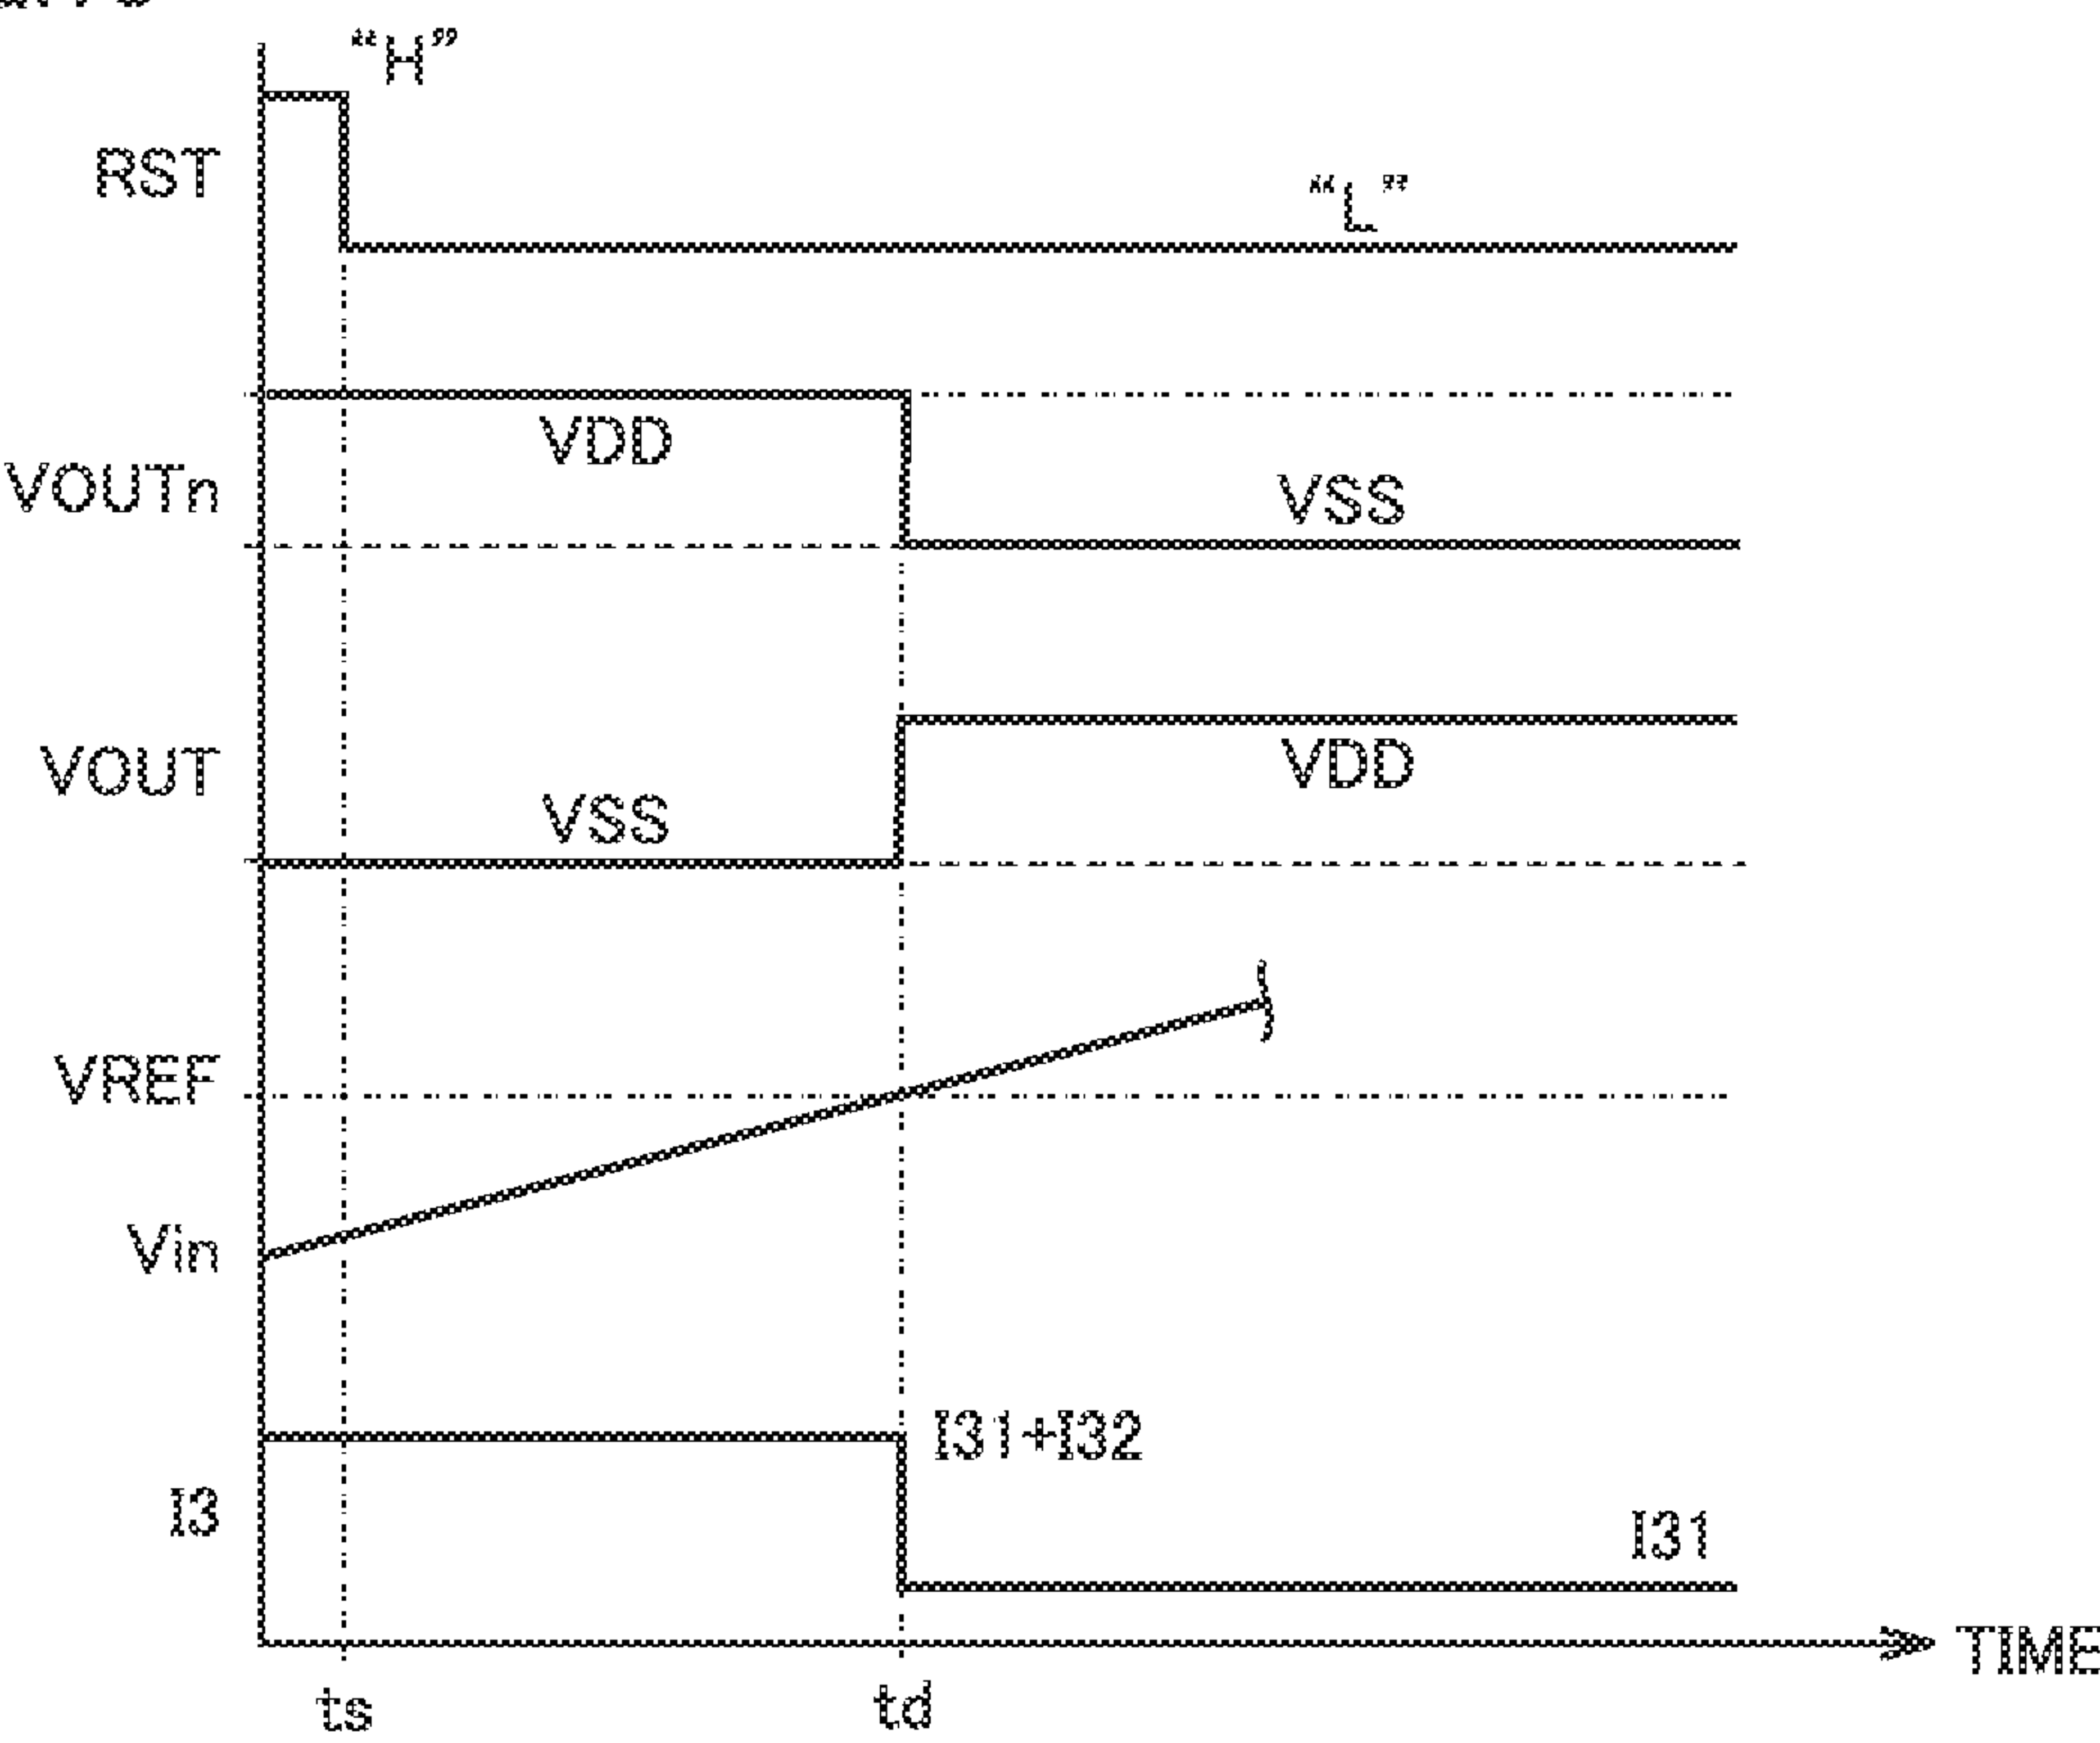 “H”
RST
“L”
VDD
VOUTn
VSS
VOUT
VDD
VSS
VREF
Vin
I31+I32
I3
I31
TIME
ts
td